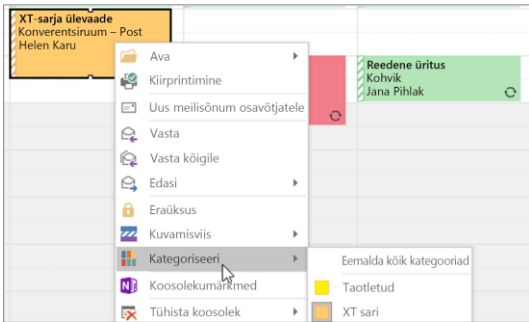 XT-sarja ülevaade
Konverentsiruum – Post
Helen Karu
Ava
Kiirprintimine
Uus meilisõnum osavõtjatele
Vasta
Vasta kõigile
Edasi
Eraüksus
Kuvamisviis
Kategoriseeri
Koosolekumärkmed
Tühista koosolek
Reedene üritus
Kohvik
Jana Pihlak
Eemalda kõik kategooriad
Taotletud
XT sari